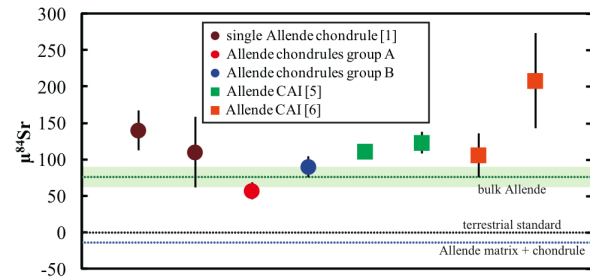 300
250
200
150
100
50
0
-50
μ⁸⁴Sr
single Allende chondrule [1]
Allende chondrules group A
Allende chondrules group B
Allende CAI [5]
Allende CAI [6]
bulk Allende
terrestrial standard
Allende matrix + chondrule